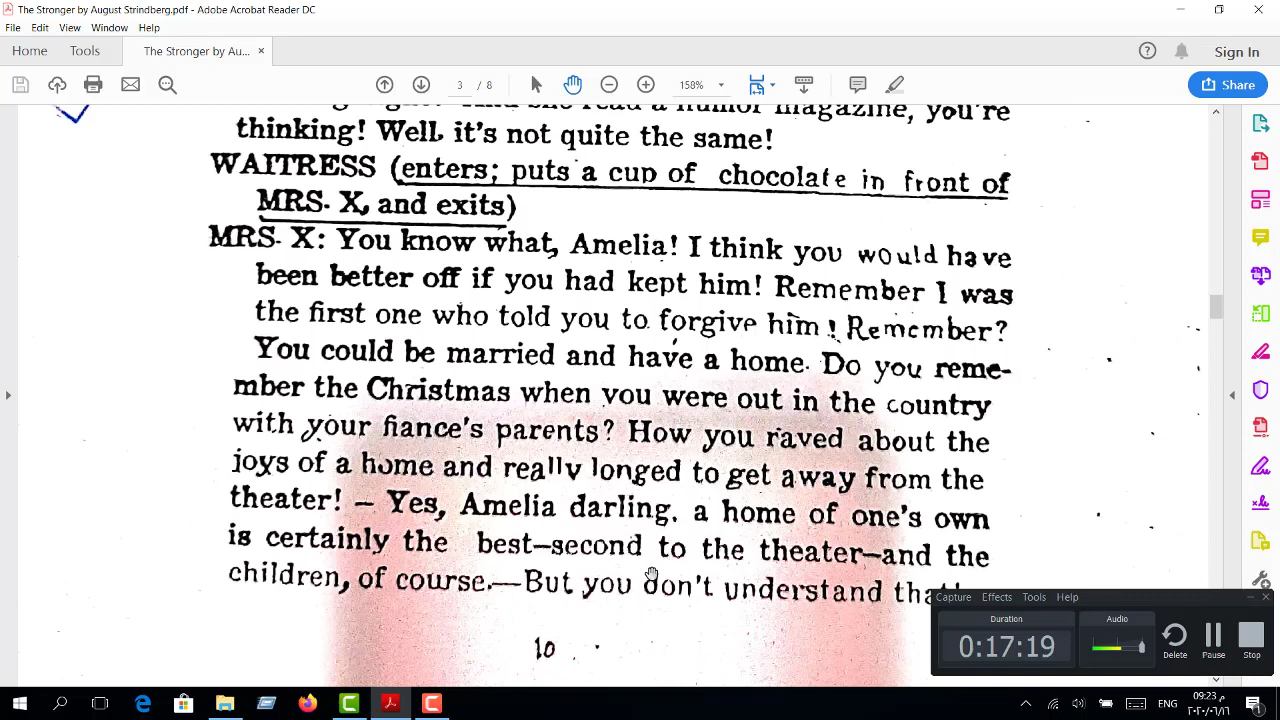 The Stronger by August Strindberg.pdf - Adobe Acrobat Reader DC
File Edit View Window Help
Home Tools The Stronger by Au... × Sign In
3 / 8 158% Share
read a humor magazine, you're
thinking! Well, it's not quite the same!
WAITRESS (enters; puts a cup of chocolate in front of
MRS. X, and exits)
MRS. X: You know what, Amelia! I think you would have
been better off if you had kept him! Remember I was
the first one who told you to forgive him! Remember?
You could be married and have a home. Do you reme-
mber the Christmas when you were out in the country
with your fiance's parents? How you raved about the
joys of a home and really longed to get away from the
theater! – Yes, Amelia darling, a home of one's own
is certainly the best—second to the theater—and the
children, of course.—But you don't understand
10
Capture Effects Tools Help
Duration Audio
0:17:19 Delete Pause Stop
ENG 09:23 م